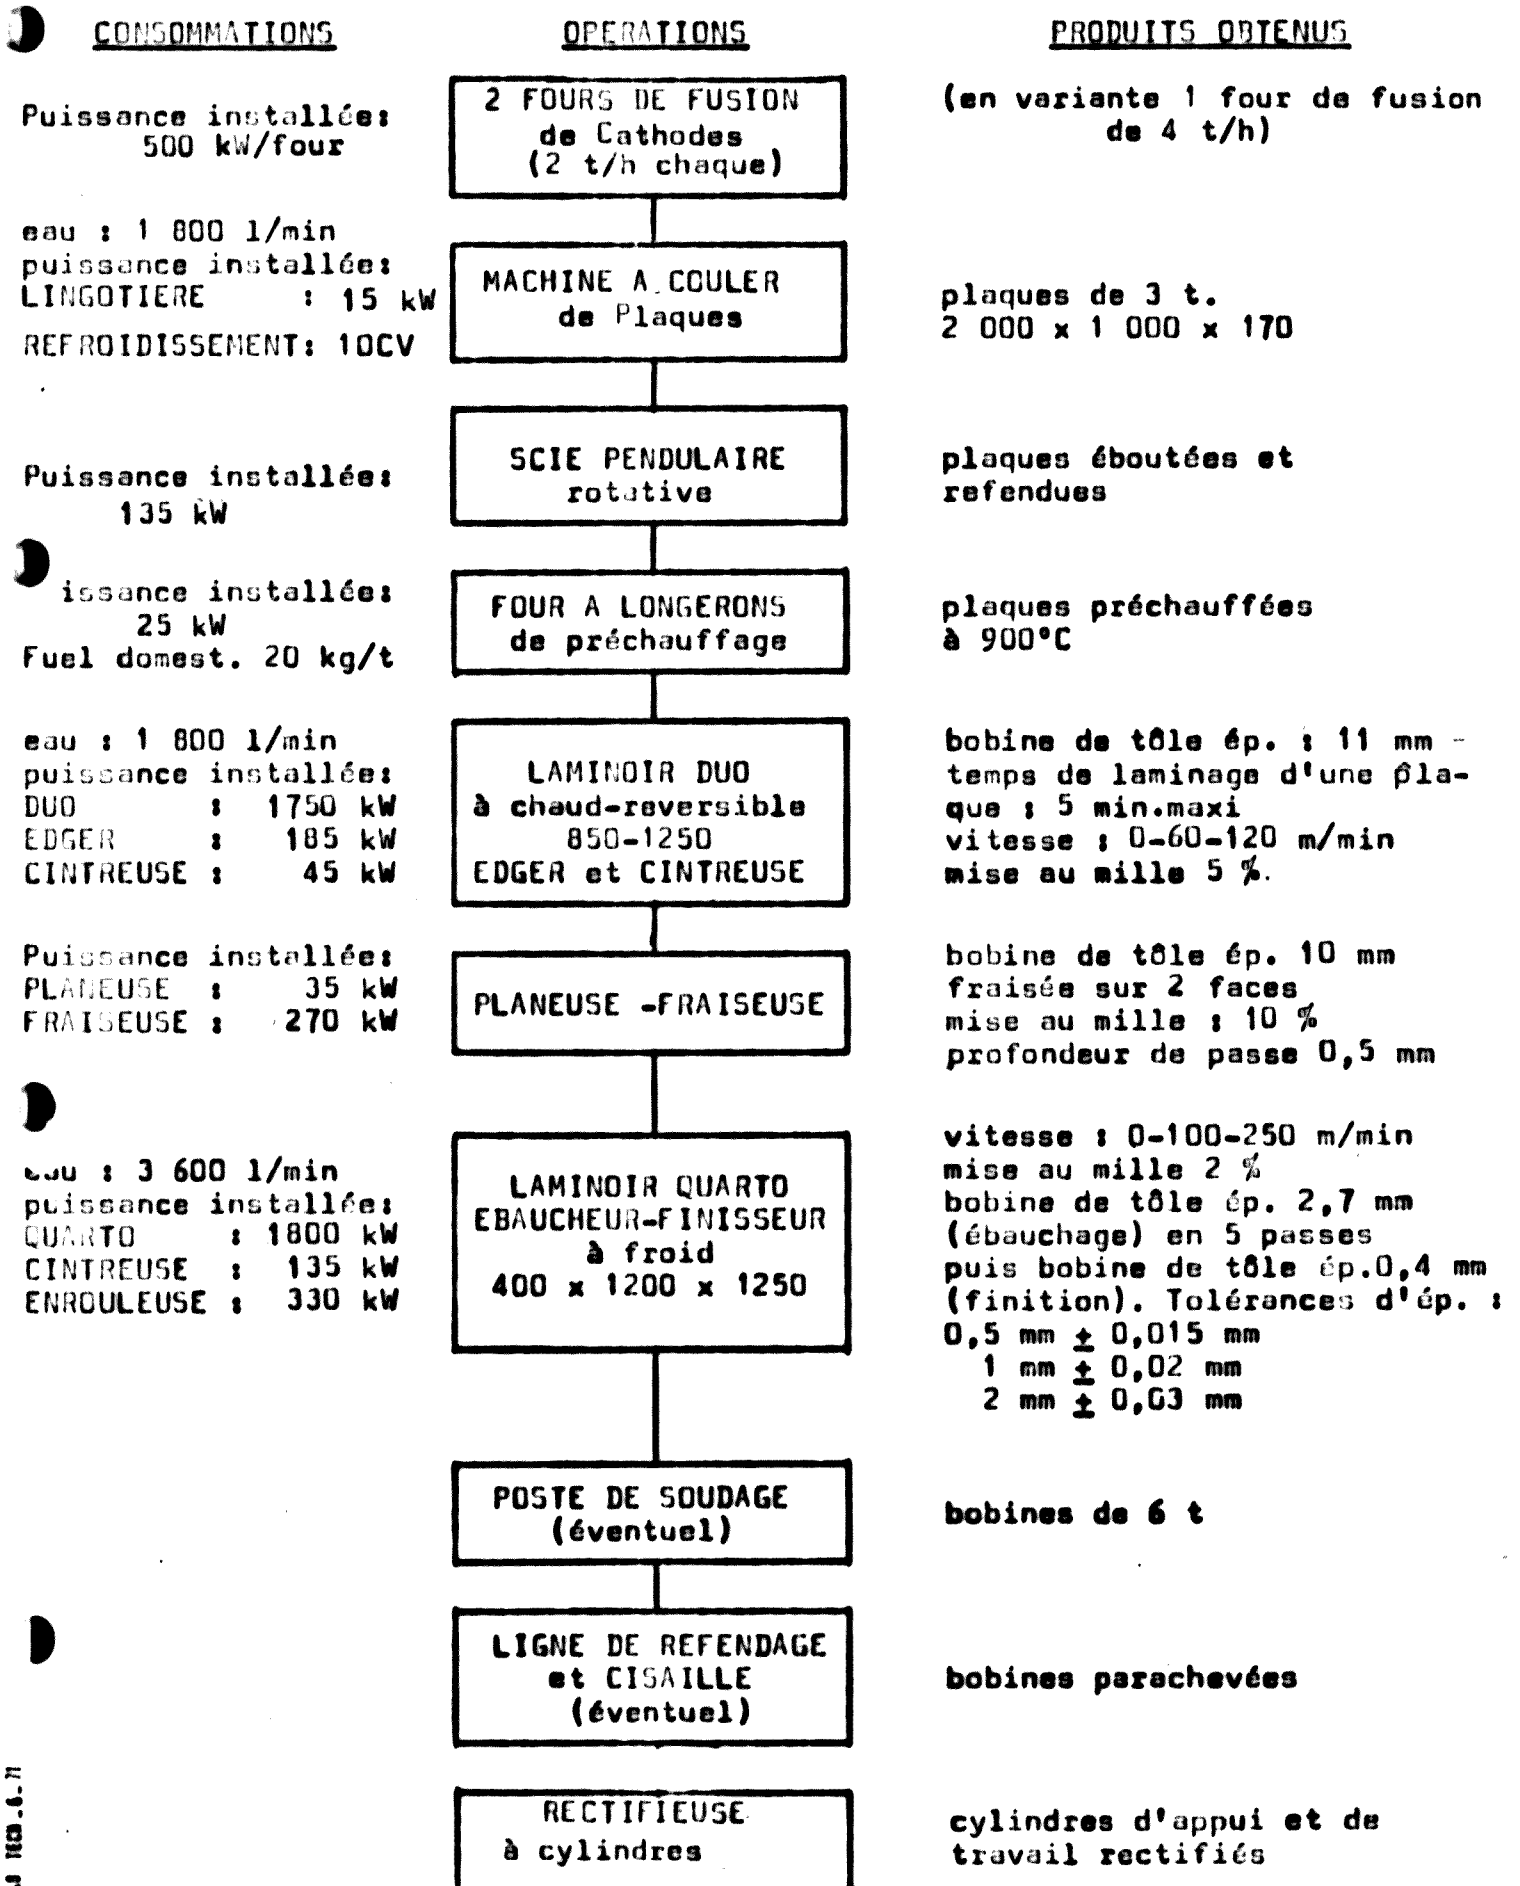 CONSOMMATIONS
OPERATIONS
PRODUITS OBTENUS
Puissance installée:
500 kW/four
2 FOURS DE FUSION
de Cathodes
(2 t/h chaque)
(en variante 1 four de fusion
de 4 t/h)
eau : 1 800 l/min
puissance installée:
LINGOTIERE : 15 kW
REFROIDISSEMENT: 10CV
MACHINE A COULER
de Plaques
plaques de 3 t.
2 000 x 1 000 x 170
Puissance installée:
135 kW
SCIE PENDULAIRE
rotative
plaques éboutées et
refendues
issance installée:
25 kW
Fuel domest. 20 kg/t
FOUR A LONGERONS
de préchauffage
plaques préchauffées
à 900°C
eau : 1 800 l/min
puissance installée:
DUO : 1750 kW
EDGER : 185 kW
CINTREUSE : 45 kW
LAMINOIR DUO
à chaud-reversible
850-1250
EDGER et CINTREUSE
bobine de tôle ép. : 11 mm -
temps de laminage d'une pla-
que : 5 min.maxi
vitesse : 0-60-120 m/min
mise au mille 5 %.
Puissance installée:
PLANEUSE : 35 kW
FRAISEUSE : 270 kW
PLANEUSE -FRAISEUSE
bobine de tôle ép. 10 mm
fraisée sur 2 faces
mise au mille : 10 %
profondeur de passe 0,5 mm
eau : 3 600 l/min
puissance installée:
QUARTO : 1800 kW
CINTREUSE : 135 kW
ENROULEUSE : 330 kW
LAMINOIR QUARTO
EBAUCHEUR-FINISSEUR
à froid
400 x 1200 x 1250
vitesse : 0-100-250 m/min
mise au mille 2 %
bobine de tôle ép. 2,7 mm
(ébauchage) en 5 passes
puis bobine de tôle ép.0,4 mm
(finition). Tolérances d'ép. :
0,5 mm ± 0,015 mm
1 mm ± 0,02 mm
2 mm ± 0,03 mm
POSTE DE SOUDAGE
(éventuel)
bobines de 6 t
LIGNE DE REFENDAGE
et CISAILLE
(éventuel)
bobines parachevées
RECTIFIEUSE
à cylindres
cylindres d'appui et de
travail rectifiés